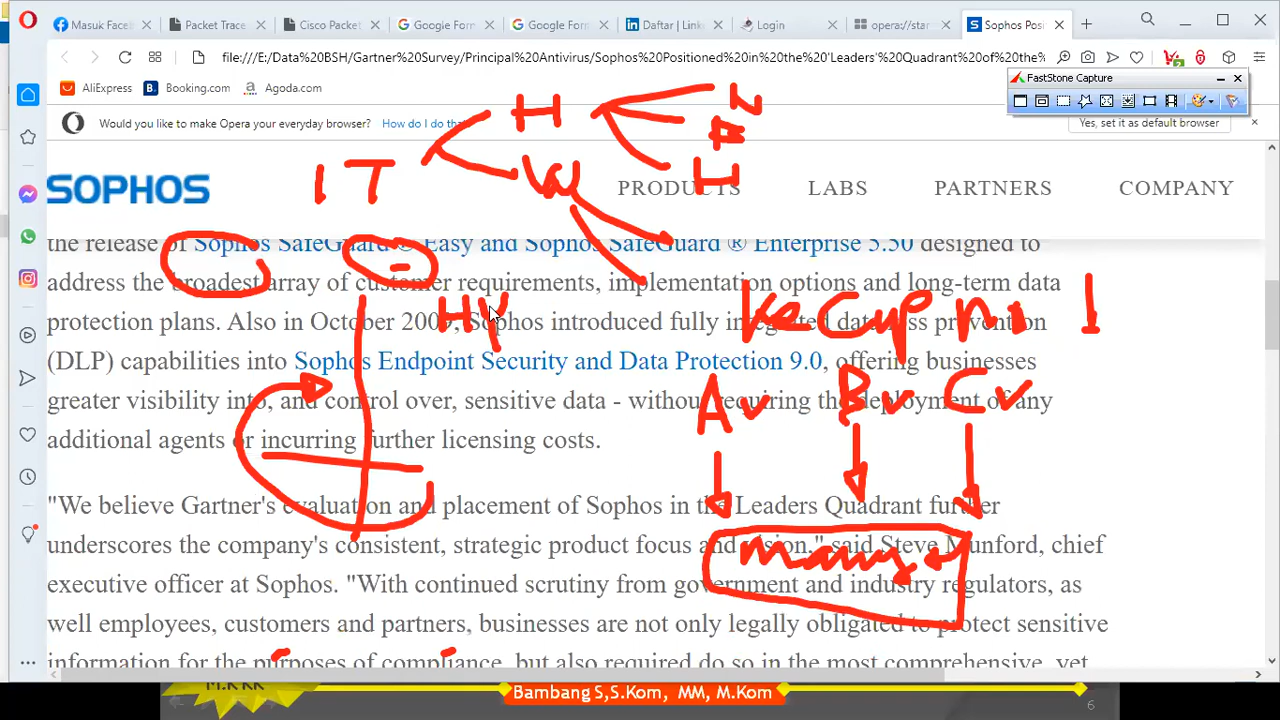 Masuk Face
Packet Trace
Cisco Packet
Google Form
Google Form
Daftar | Link
Login
opera://star
Sophos Posi
file:///E:/Data%20BSH/Gartner%20Survey/Principal%20Antivirus/Sophos%20Positioned%20in%20the%20'Leaders'%20Quadrant%20of%20the%
AliExpress
Booking.com
Agoda.com
FastStone Capture
Would you like to make Opera your everyday browser?
How do I do tha
Yes, set as default browser
H
IT
SOPHOS
PRODUCTS
LABS
PARTNERS
COMPANY
the release of Sophos SafeGuard ® Easy and Sophos SafeGuard ® Enterprise 5.50 designed to
address the broadest array of customer requirements, implementation options and long-term data
protection plans. Also in October 2009, Sophos introduced fully integrated data loss prevention
(DLP) capabilities into Sophos Endpoint Security and Data Protection 9.0, offering businesses
greater visibility into, and control over, sensitive data - without requiring the deployment of any
additional agents or incurring further licensing costs.
"We believe Gartner's evaluation and placement of Sophos in the Leaders Quadrant further
underscores the company's consistent, strategic product focus and vision," said Steve Munford, chief
executive officer at Sophos. "With continued scrutiny from government and industry regulators, as
well employees, customers and partners, businesses are not only legally obligated to protect sensitive
information for the purposes of compliance, but also required do so in the most comprehensive, yet
HY
Av
Bv
Cv
Bambang S,S.Kom, MM, M.Kom
6